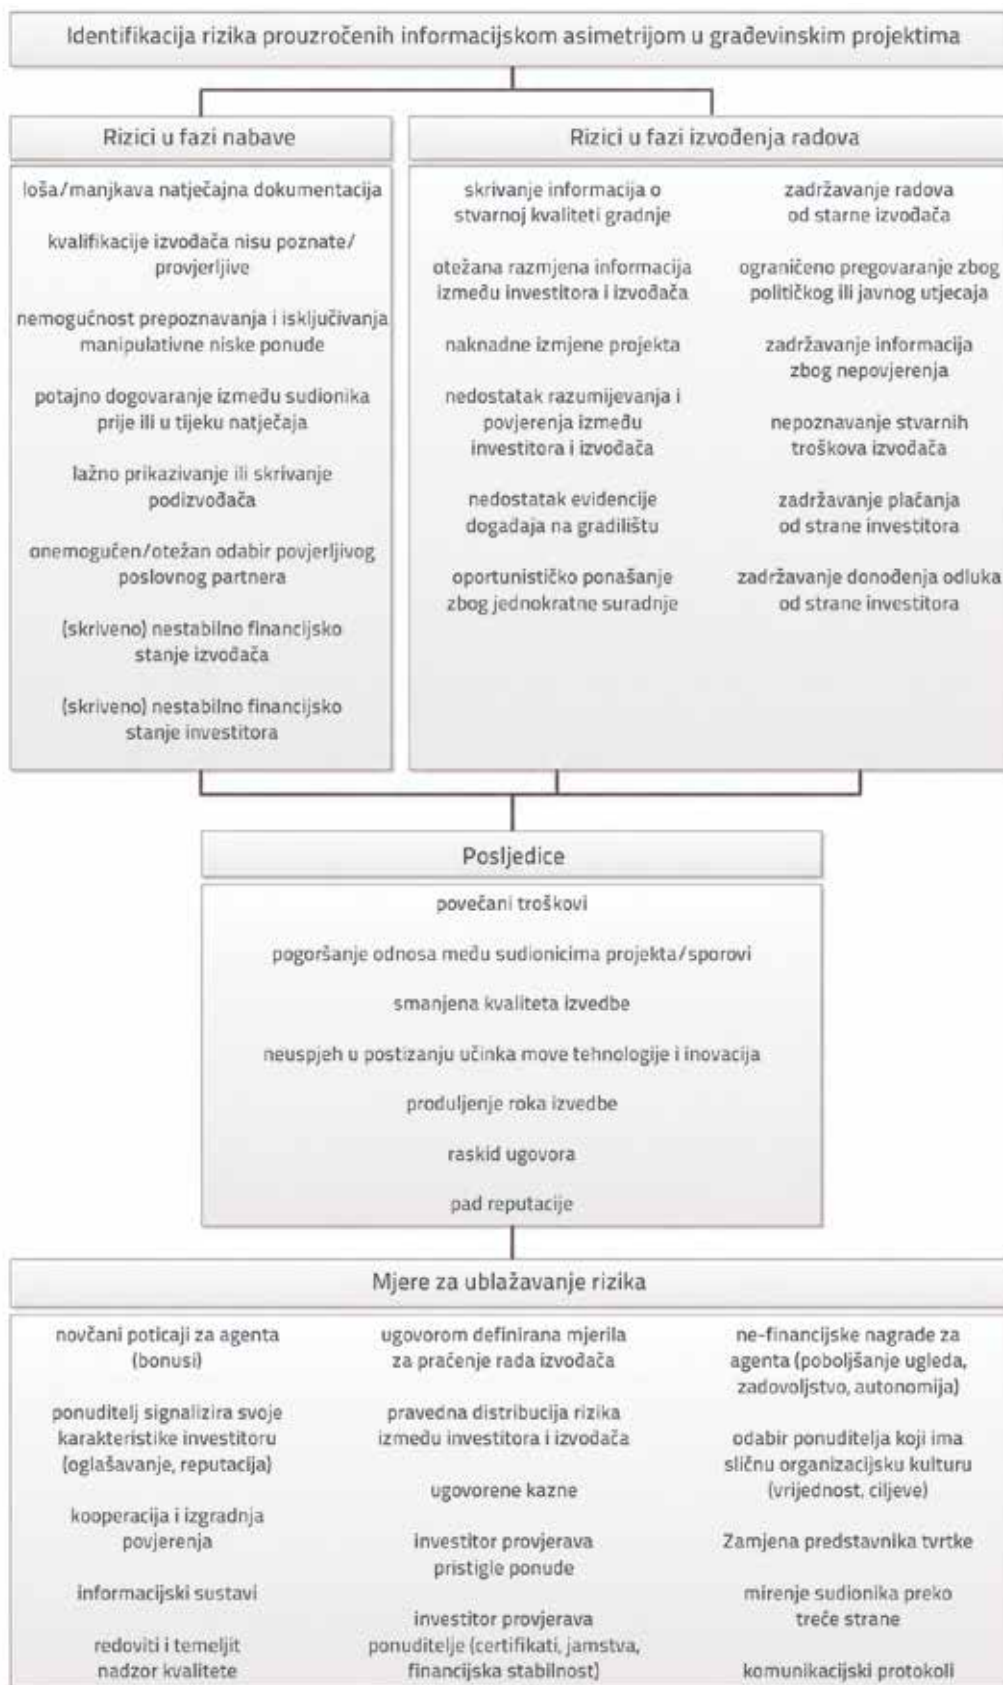 Identifikacija rizika prouzročenih informacijskom asimetrijom u građevinskim projektima
Rizici u fazi nabave
loša/manjkava natječajna dokumentacija
kvalifikacije izvođača nisu poznate/
provjerljive
nemogućnost prepoznavanja i isključivanja
manipulativne niske ponude
potajno dogovaranje između sudionika
prije ili u tijeku natječaja
lažno prikazivanje ili skrivanje
podizvođača
onemogućen/otežan odabir povjerljivog
poslovnog partnera
(skriveno) nestabilno financijsko
stanje izvođača
(skriveno) nestabilno financijsko
stanje investitora
Rizici u fazi izvođenja radova
skrivanje informacija o
stvarnoj kvaliteti gradnje
otežana razmjena informacija
između investitora i izvođača
naknadne izmjene projekta
nedostatak razumijevanja i
povjerenja između
investitora i izvođača
nedostatak evidencije
događaja na gradilištu
oportunističko ponašanje
zbog jednokratne suradnje
zadržavanje radova
od starne izvođača
ograničeno pregovaranje zbog
političkog ili javnog utjecaja
zadržavanje informacija
zbog nepovjerenja
nepoznavanje stvarnih
troškova izvođača
zadržavanje plaćanja
od strane investitora
zadržavanje donođenja odluka
od strane investitora
Posljedice
povećani troškovi
pogoršanje odnosa među sudionicima projekta/sporovi
smanjena kvaliteta izvedbe
neuspjeh u postizanju učinka move tehnologije i inovacija
produljenje roka izvedbe
raskid ugovora
pad reputacije
Mjere za ublažavanje rizika
novčani poticaji za agenta
(bonusi)
ponuditelj signalizira svoje
karakteristike investitoru
(oglašavanje, reputacija)
kooperacija i izgradnja
povjerenja
informacijski sustavi
redoviti i temeljit
nadzor kvalitete
ugovorom definirana mjerila
za praćenje rada izvođača
pravedna distribucija rizika
između investitora i izvođača
ugovorene kazne
investitor provjerava
pristigle ponude
investitor provjerava
ponuditelje (certifikati, jamstva,
financijska stabilnost)
ne-financijske nagrade za
agenta (poboljšanje ugleda,
zadovoljstvo, autonomija)
odabir ponuditelja koji ima
sličnu organizacijsku kulturu
(vrijednost, ciljeve)
Zamjena predstavnika tvrtke
mirenje sudionika preko
treće strane
komunikacijski protokoli